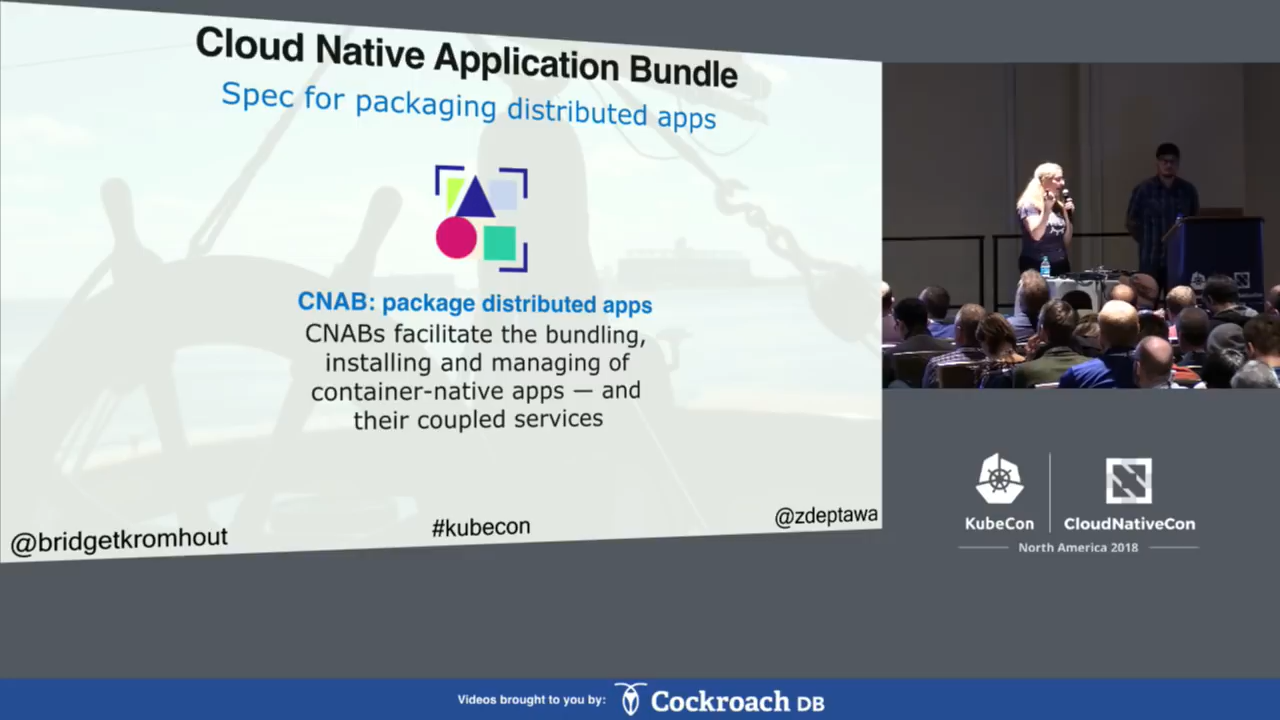 Cloud Native Application Bundle
Spec for packaging distributed apps
CNAB: package distributed apps
CNABs facilitate the bundling,
installing and managing of
container-native apps — and
their coupled services
@bridgetkromhout
#kubecon
@zdeptawa
KubeCon
CloudNativeCon
North America 2018
Videos brought to you by:
Cockroach DB